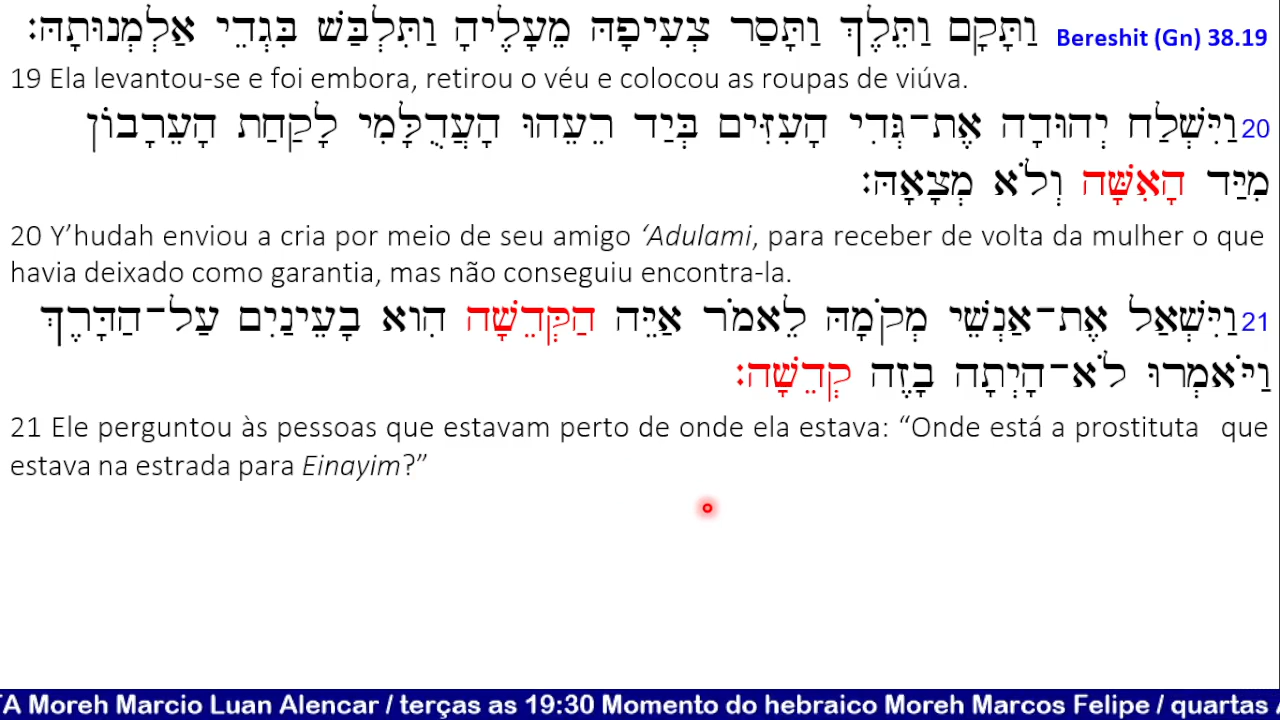 וַתָּקָם וַתֵּלֶךְ וַתָּסַר צְעִיפָהּ מֵעָלֶיהָ וַתִּלְבַּשׁ בִּגְדֵי אַלְמְנוּתָהּ׃ Bereshit (Gn) 38.19
19 Ela levantou-se e foi embora, retirou o véu e colocou as roupas de viúva.
20 וַיִּשְׁלַח יְהוּדָה אֶת־גְּדִי הָעִזִּים בְּיַד רֵעֵהוּ הָעֲדֻלָּמִי לָקַחַת הָעֵרָבוֹן
מִיַּד הָאִשָּׁה וְלֹא מְצָאָהּ׃
20 Y’hudah enviou a cria por meio de seu amigo ‘Adulami, para receber de volta da mulher o que
havia deixado como garantia, mas não conseguiu encontra-la.
21 וַיִּשְׁאַל אֶת־אַנְשֵׁי מְקֹמָהּ לֵאמֹר אַיֵּה הַקְּדֵשָׁה הִוא בָעֵינַיִם עַל־הַדָּרֶךְ
וַיֹּאמְרוּ לֹא־הָיְתָה בָזֶה קְדֵשָׁה׃
21 Ele perguntou às pessoas que estavam perto de onde ela estava: “Onde está a prostituta que
estava na estrada para Einayim?”
TA Moreh Marcio Luan Alencar / terças as 19:30 Momento do hebraico Moreh Marcos Felipe / quartas